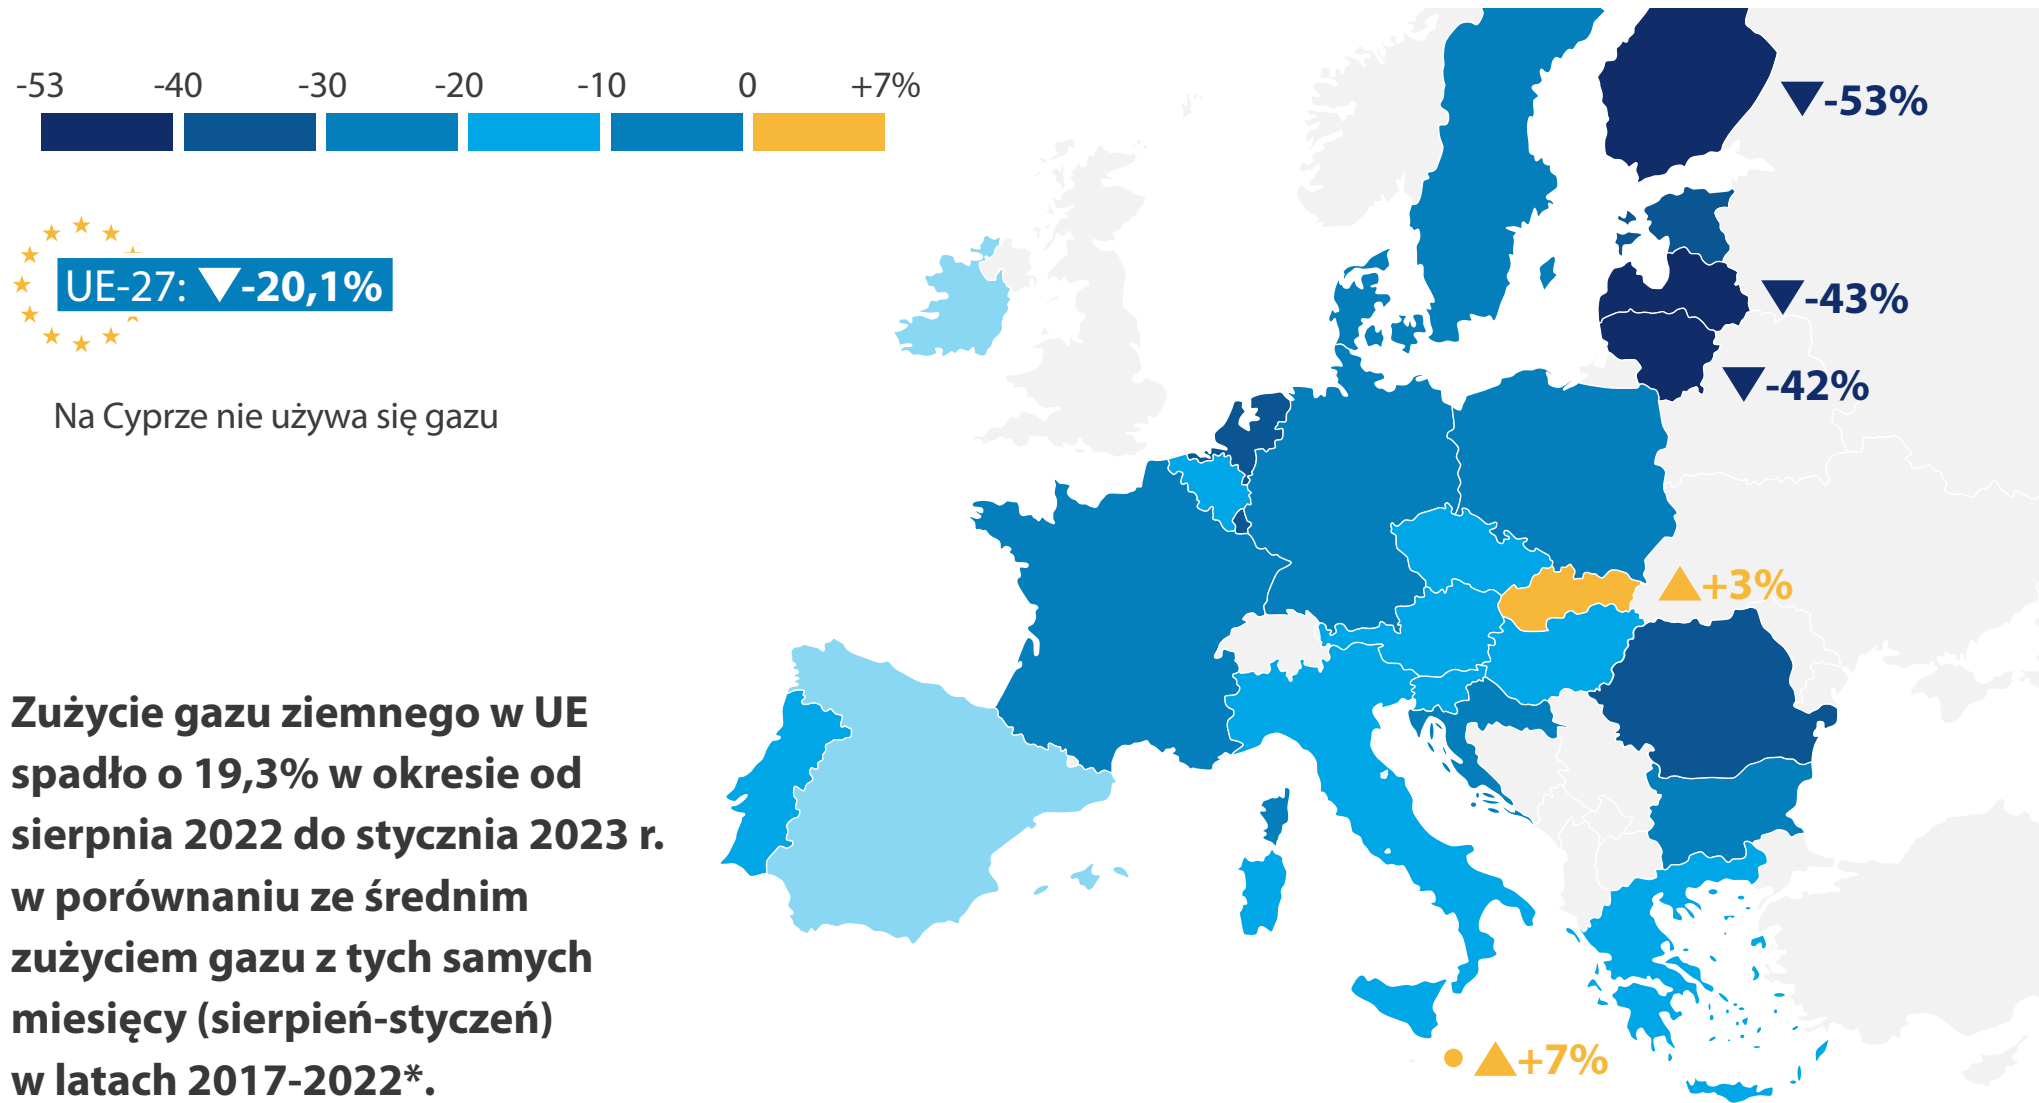 -53 -40 -30 -20 -10 0 +7%
UE-27: ▼-20,1%
Na Cyprze nie używa się gazu
▼-53%
▼-43%
▼-42%
▲+3%
▲+7%
Zużycie gazu ziemnego w UE
spadło o 19,3% w okresie od
sierpnia 2022 do stycznia 2023 r.
w porównaniu ze średnim
zużyciem gazu z tych samych
miesięcy (sierpień-styczeń)
w latach 2017-2022*.